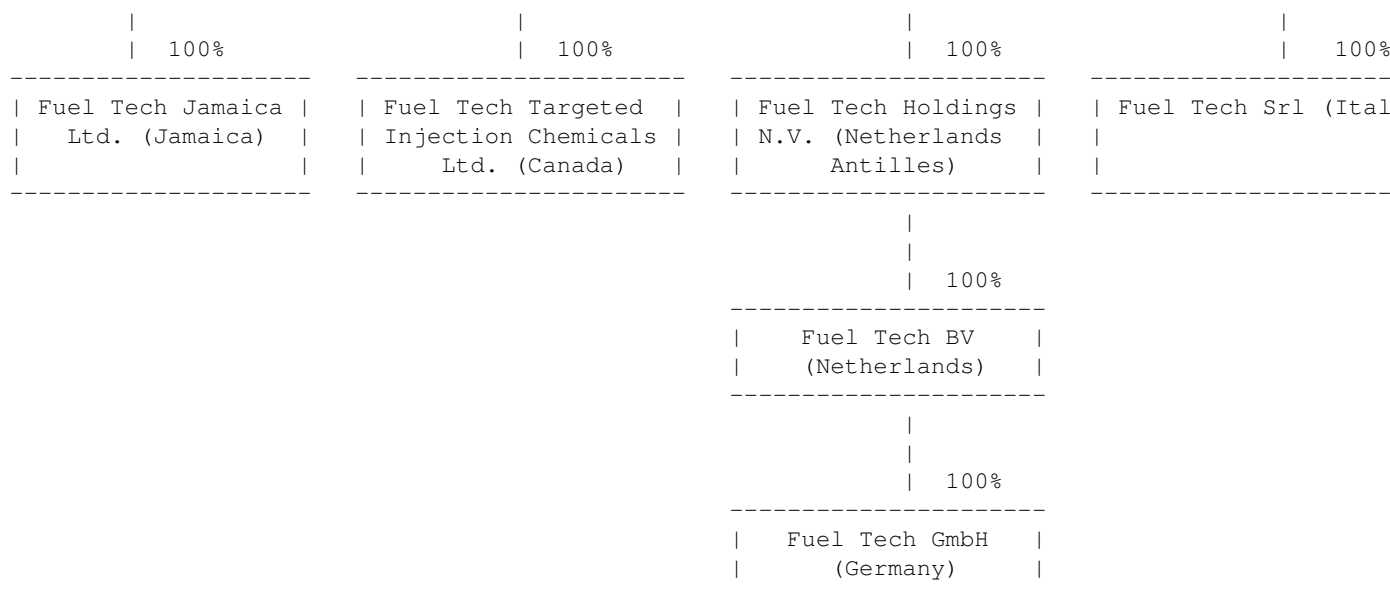 100% 100% 100% 100%
Fuel Tech Jamaica Fuel Tech Targeted Fuel Tech Holdings Fuel Tech Srl (Ital
Ltd. (Jamaica) Injection Chemicals N.V. (Netherlands
Ltd. (Canada) Antilles)
100%
Fuel Tech BV
(Netherlands)
100%
Fuel Tech GmbH
(Germany)